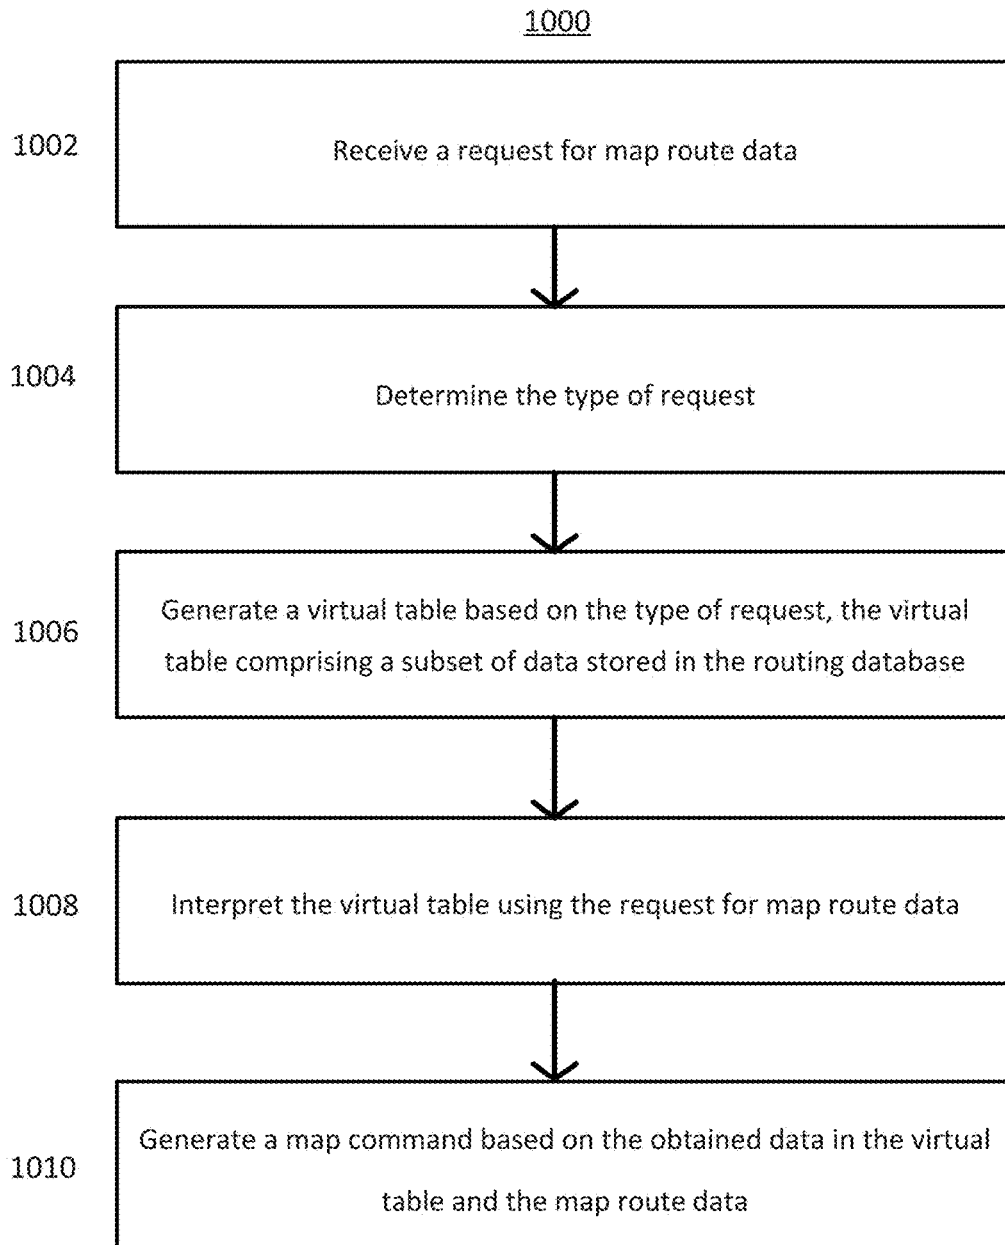 1000
1002
Receive a request for map route data
1004
Determine the type of request
1006
Generate a virtual table based on the type of request, the virtual
table comprising a subset of data stored in the routing database
1008
Interpret the virtual table using the request for map route data
1010
Generate a map command based on the obtained data in the virtual
table and the map route data